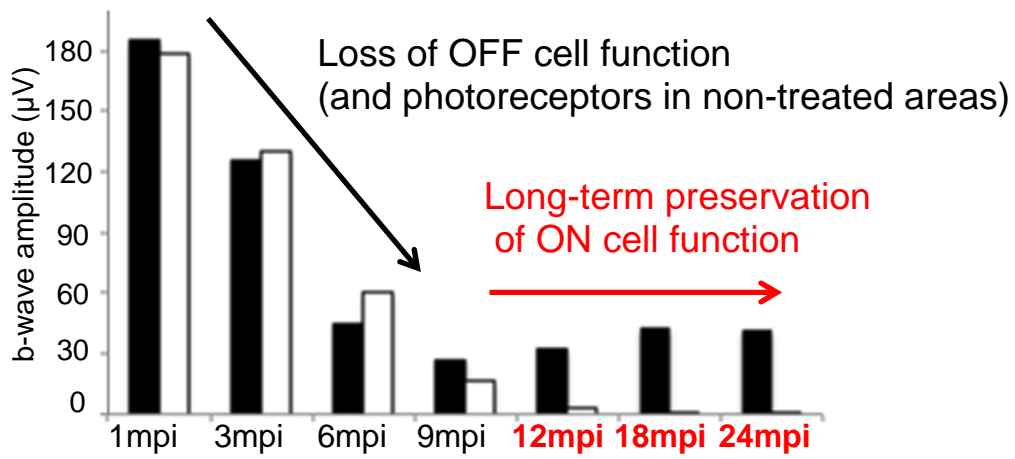 Loss of OFF cell function
(and photoreceptors in non-treated areas)
Long-term preservation
of ON cell function
b-wave amplitude (µV)
180
150
120
90
60
30
0
1mpi 3mpi 6mpi 9mpi 12mpi 18mpi 24mpi